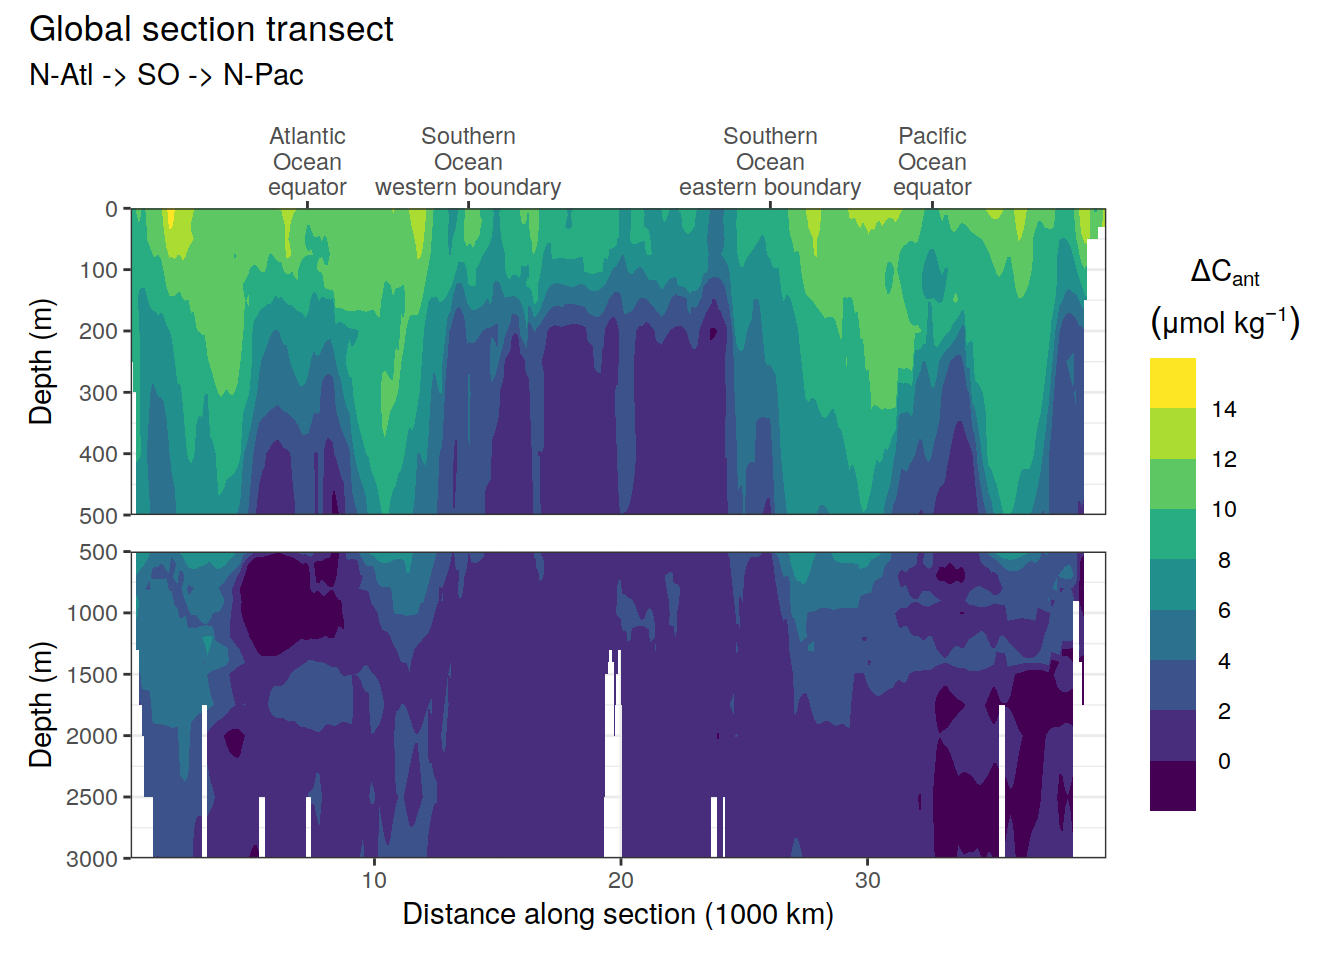 Global section transect
N-Atl -> SO -> N-Pac
Atlantic
Ocean
equator
Southern
Ocean
western boundary
Southern
Ocean
eastern boundary
Pacific
Ocean
equator
Depth (m)
0
100
200
300
400
500
Depth (m)
500
1000
1500
2000
2500
3000
10
20
30
Distance along section (1000 km)
ΔCant
(μmol kg−1)
14
12
10
8
6
4
2
0